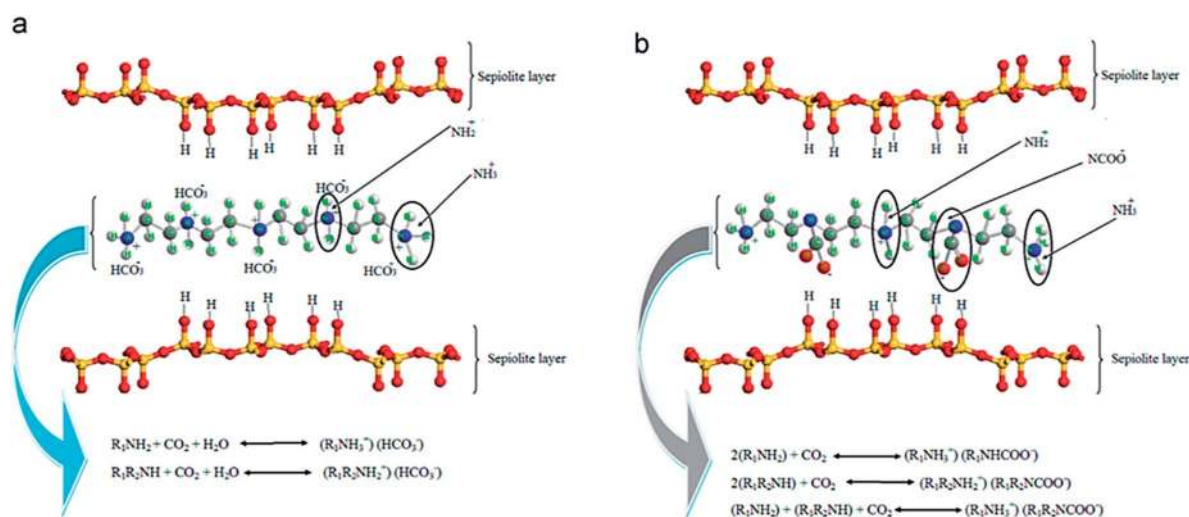 a
Sepiolite layer
H H H H H H
NH₂⁺
NH₃⁺
HCO₃⁻ HCO₃⁻
HCO₃⁻ HCO₃⁻ HCO₃⁻
H H H H H H
Sepiolite layer
R₁NH₂ + CO₂ + H₂O ⟷ (R₁NH₃⁺) (HCO₃⁻)
R₁R₂NH + CO₂ + H₂O ⟷ (R₁R₂NH₂⁺) (HCO₃⁻)
b
Sepiolite layer
H H H H H H
NH₂⁺
NCOO⁻
NH₃⁺
H H H H H H
Sepiolite layer
2(R₁NH₂) + CO₂ ⟷ (R₁NH₃⁺) (R₁NHCOO⁻)
2(R₁R₂NH) + CO₂ ⟷ (R₁R₂NH₂⁺) (R₁R₂NCOO⁻)
(R₁NH₂) + (R₁R₂NH) + CO₂ ⟷ (R₁NH₃⁺) (R₁R₂NCOO⁻)